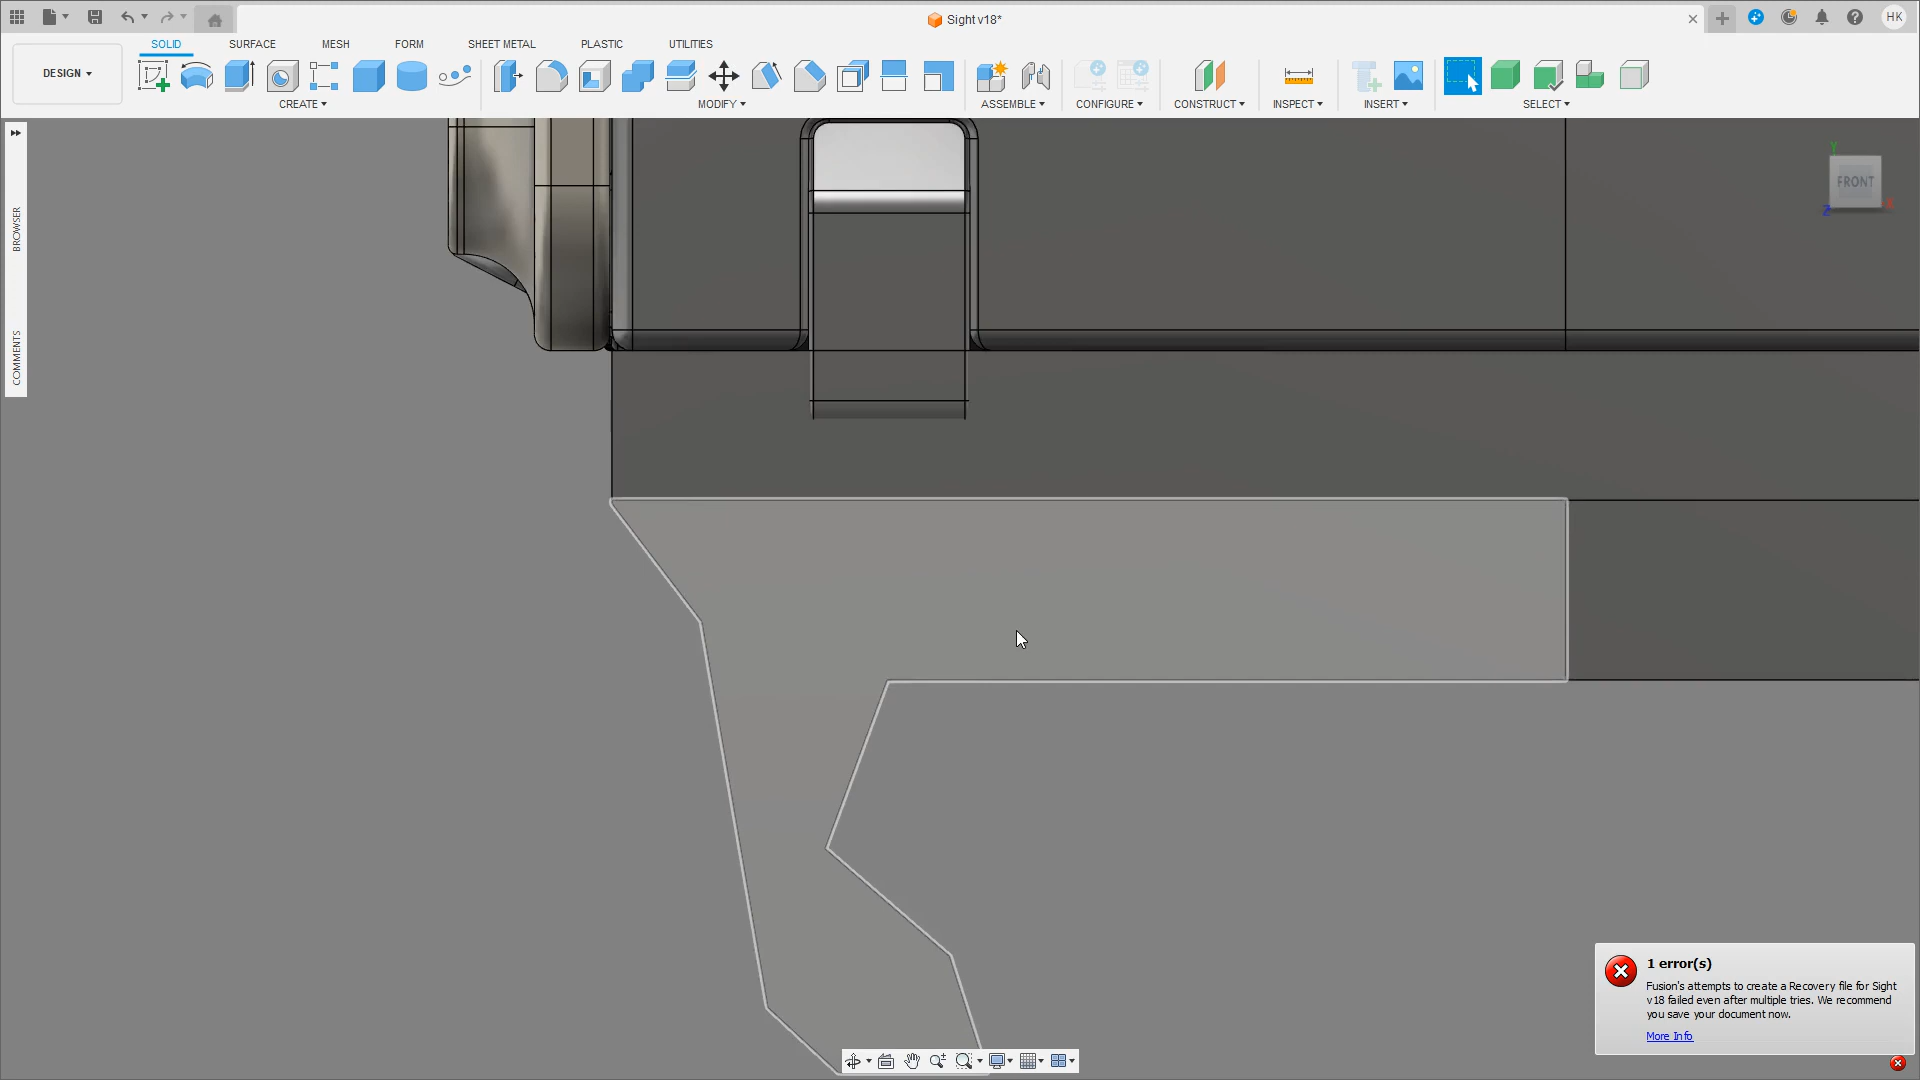 Sight v18*
HK
DESIGN
SOLID
SURFACE
MESH
FORM
SHEET METAL
PLASTIC
UTILITIES
CREATE
MODIFY
ASSEMBLE
CONFIGURE
CONSTRUCT
INSPECT
INSERT
SELECT
BROWSER
COMMENTS
Y
FRONT
X
Z
1 error(s)
Fusion's attempts to create a Recovery file for Sight
v18 failed even after multiple tries. We recommend
you save your document now.
More Info